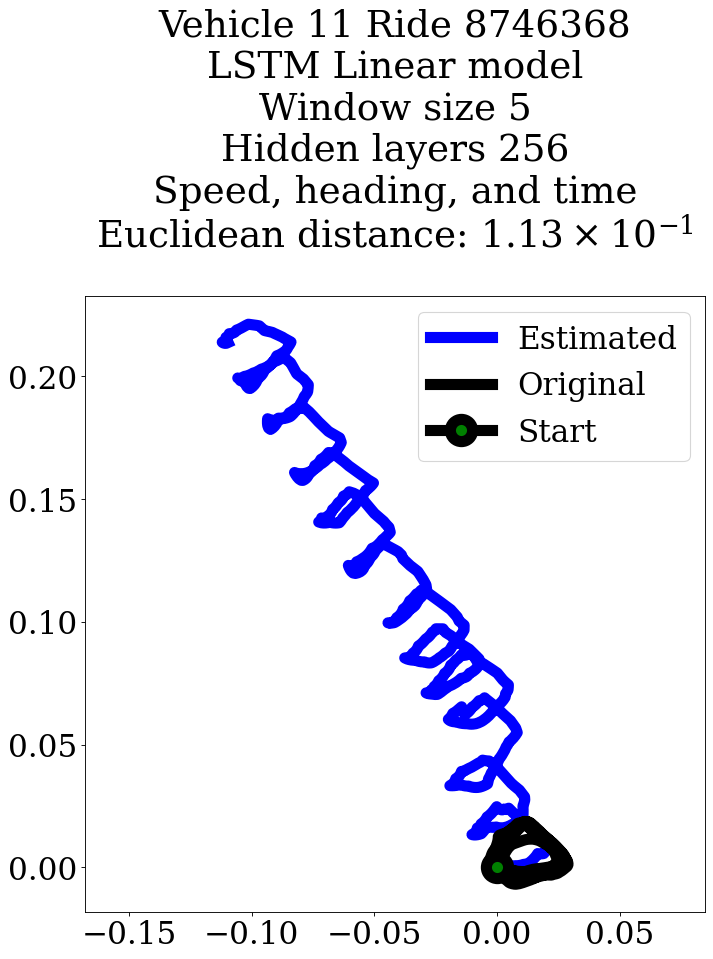 Vehicle 11 Ride 8746368
LSTM Linear model
Window size 5
Hidden layers 256
Speed, heading, and time
Euclidean distance: 1.13 × 10⁻¹
Estimated
Original
Start
0.20
0.15
0.10
0.05
0.00
−0.15 −0.10 −0.05 0.00 0.05